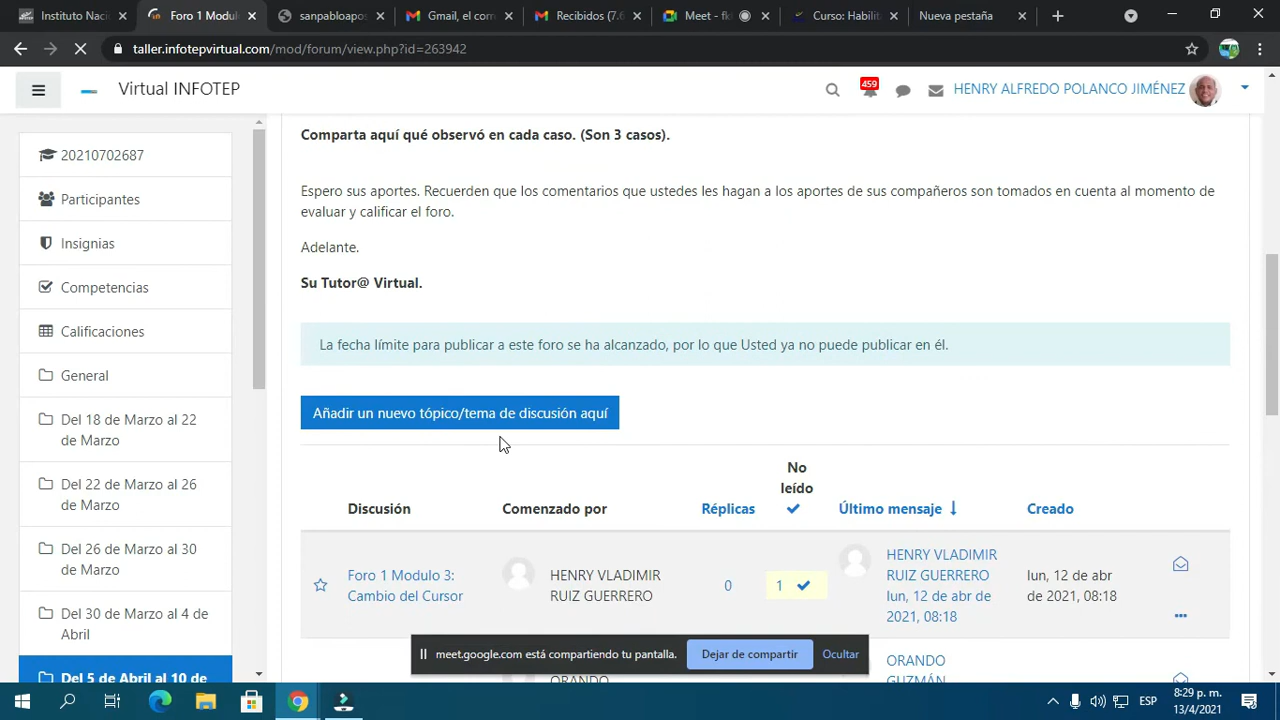 Instituto Naci
Foro 1 Modul
sanpabloapos
Gmail, el corr
Recibidos (7.6
Meet - fk
Curso: Habilit
Nueva pestaña
taller.infotepvirtual.com/mod/forum/view.php?id=263942
Virtual INFOTEP
459
HENRY ALFREDO POLANCO JIMÉNEZ
20210702687
Participantes
Insignias
Competencias
Calificaciones
General
Del 18 de Marzo al 22
de Marzo
Del 22 de Marzo al 26
de Marzo
Del 26 de Marzo al 30
de Marzo
Del 30 de Marzo al 4 de
Abril
Del 5 de Abril al 10 de
Comparta aquí qué observó en cada caso. (Son 3 casos).
Espero sus aportes. Recuerden que los comentarios que ustedes les hagan a los aportes de sus compañeros son tomados en cuenta al momento de
evaluar y calificar el foro.
Adelante.
Su Tutor@ Virtual.
La fecha límite para publicar a este foro se ha alcanzado, por lo que Usted ya no puede publicar en él.
Añadir un nuevo tópico/tema de discusión aquí
Discusión
Comenzado por
Réplicas
No
leído
Último mensaje
Creado
Foro 1 Modulo 3:
Cambio del Cursor
HENRY VLADIMIR
RUIZ GUERRERO
0
1
HENRY VLADIMIR
RUIZ GUERRERO
lun, 12 de abr de
2021, 08:18
lun, 12 de abr
de 2021, 08:18
ORANDO
ORANDO
GUZMÁN
meet.google.com está compartiendo tu pantalla.
Dejar de compartir
Ocultar
ESP
8:29 p. m.
13/4/2021